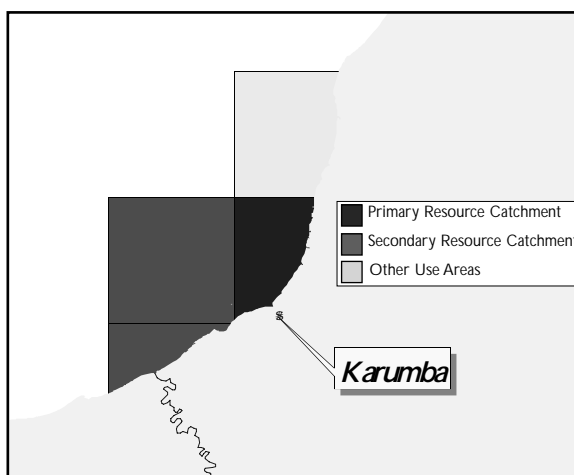 Primary Resource Catchment
Secondary Resource Catchment
Other Use Areas
Karumba